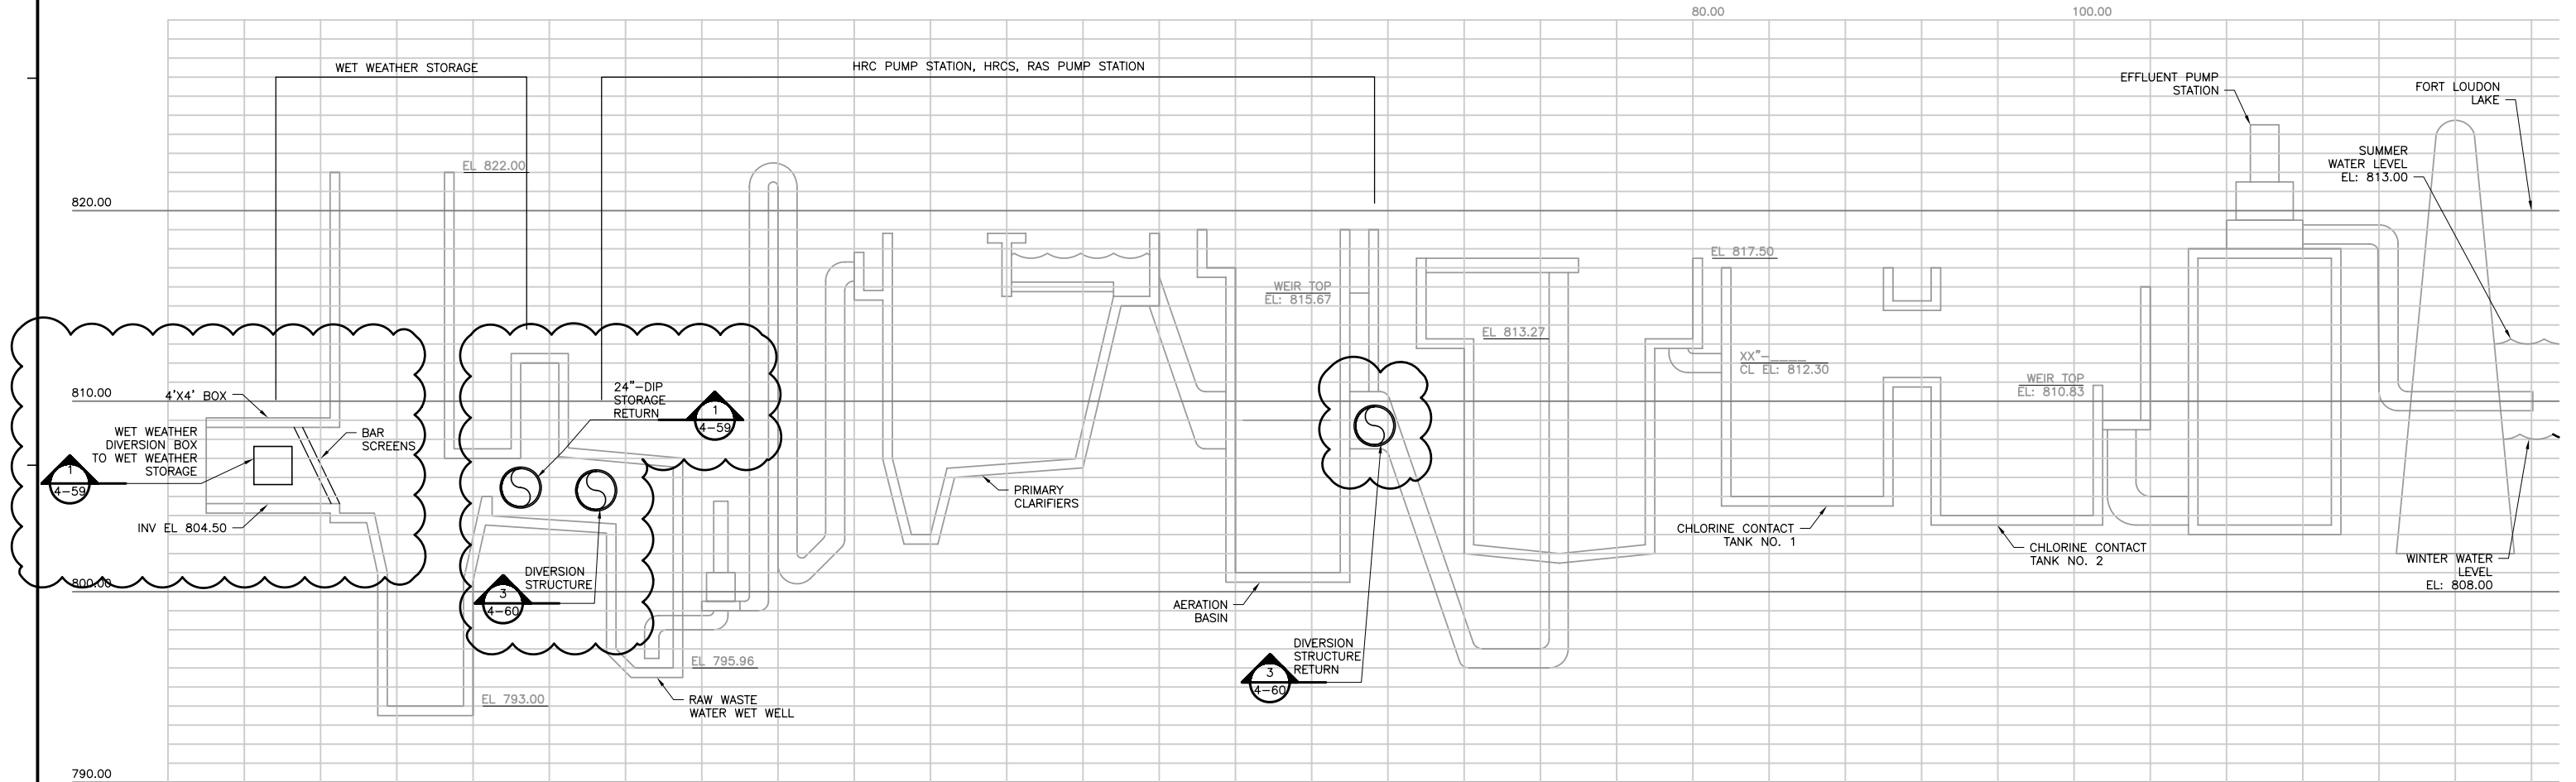 80.00
100.00
WET WEATHER STORAGE
HRC PUMP STATION, HRCS, RAS PUMP STATION
EFFLUENT PUMP
STATION
FORT LOUDON
LAKE
EL 822.00
SUMMER
WATER LEVEL
EL: 813.00
820.00
EL 817.50
WEIR TOP
EL: 815.67
EL 813.27
XX"-____
CL EL: 812.30
WEIR TOP
EL: 810.83
810.00
4'X4' BOX
24"-DIP
STORAGE
RETURN
1
4-59
WET WEATHER
DIVERSION BOX
TO WET WEATHER
STORAGE
BAR
SCREENS
1
4-59
INV EL 804.50
PRIMARY
CLARIFIERS
CHLORINE CONTACT
TANK NO. 1
CHLORINE CONTACT
TANK NO. 2
WINTER WATER
LEVEL
EL: 808.00
800.00
DIVERSION
STRUCTURE
3
4-60
AERATION
BASIN
DIVERSION
STRUCTURE
RETURN
3
4-60
EL 795.96
EL 793.00
RAW WASTE
WATER WET WELL
790.00